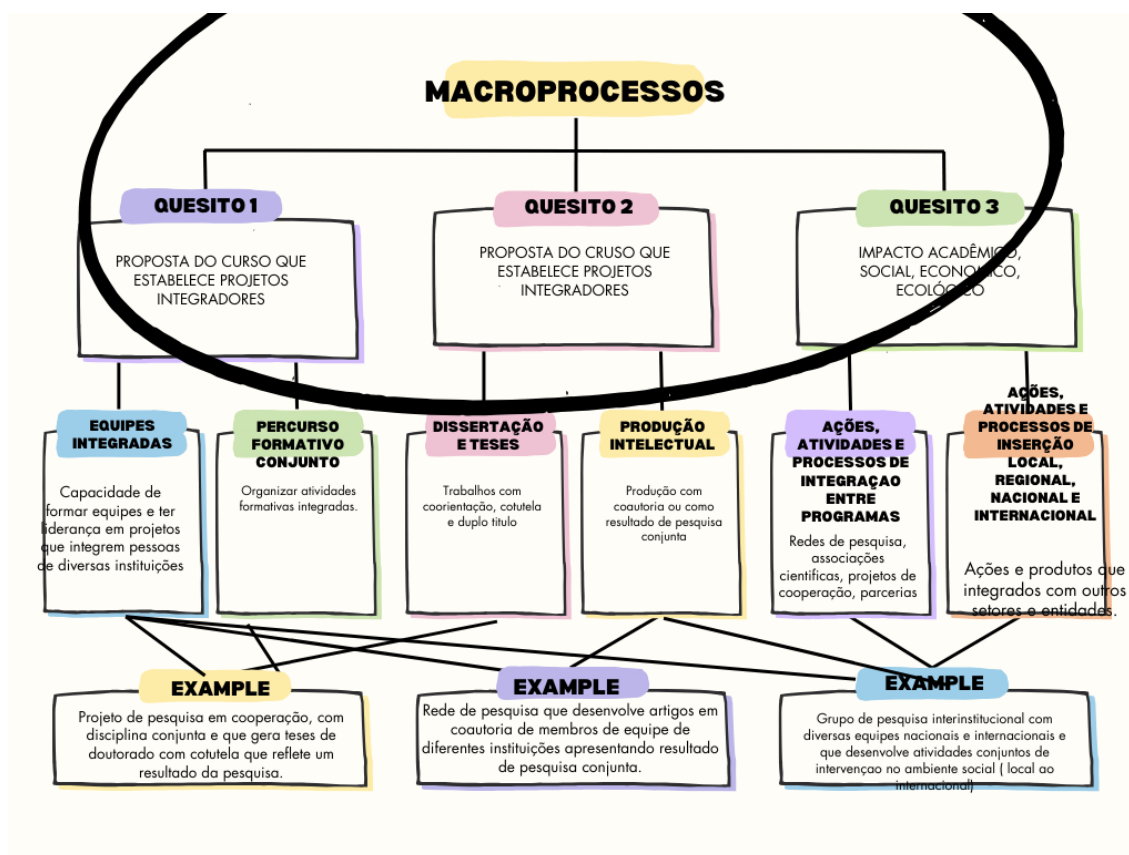 MACROPROCESSOS
QUESITO 1
PROPOSTA DO CURSO QUE
ESTABELECE PROJETOS
INTEGRADORES
QUESITO 2
PROPOSTA DO CRUSO QUE
ESTABELECE PROJETOS
INTEGRADORES
QUESITO 3
IMPACTO ACADÊMICO,
SOCIAL, ECONOMICO,
ECOLÓGICO
EQUIPES
INTEGRADAS
Capacidade de
formar equipes e ter
liderança em projetos
que integrem pessoas
de diversas instituições
PERCURSO
FORMATIVO
CONJUNTO
Organizar atividades
formativas integradas.
DISSERTAÇÃO
E TESES
Trabalhos com
coorientação, cotutela
e duplo titulo
PRODUÇÃO
INTELECTUAL
Produção com
coautoria ou como
resultado de pesquisa
conjunta
AÇÕES,
ATIVIDADES E
PROCESSOS DE
INTEGRAÇAO
ENTRE
PROGRAMAS
Redes de pesquisa,
associações
cientificas, projetos de
cooperação, parcerias
AÇÕES,
ATIVIDADES E
PROCESSOS DE
INSERÇÃO
LOCAL,
REGIONAL,
NACIONAL E
INTERNACIONAL
Ações e produtos que
integrados com outros
setores e entidades.
EXAMPLE
Projeto de pesquisa em cooperação, com
disciplina conjunta e que gera teses de
doutorado com cotutela que reflete um
resultado da pesquisa.
EXAMPLE
Rede de pesquisa que desenvolve artigos em
coautoria de membros de equipe de
diferentes instituições apresentando resultado
de pesquisa conjunta.
EXAMPLE
Grupo de pesquisa interinstitucional com
diversas equipes nacionais e internacionais e
que desenvolve atividades conjuntos de
intervençao no ambiente social ( local ao
internacional)